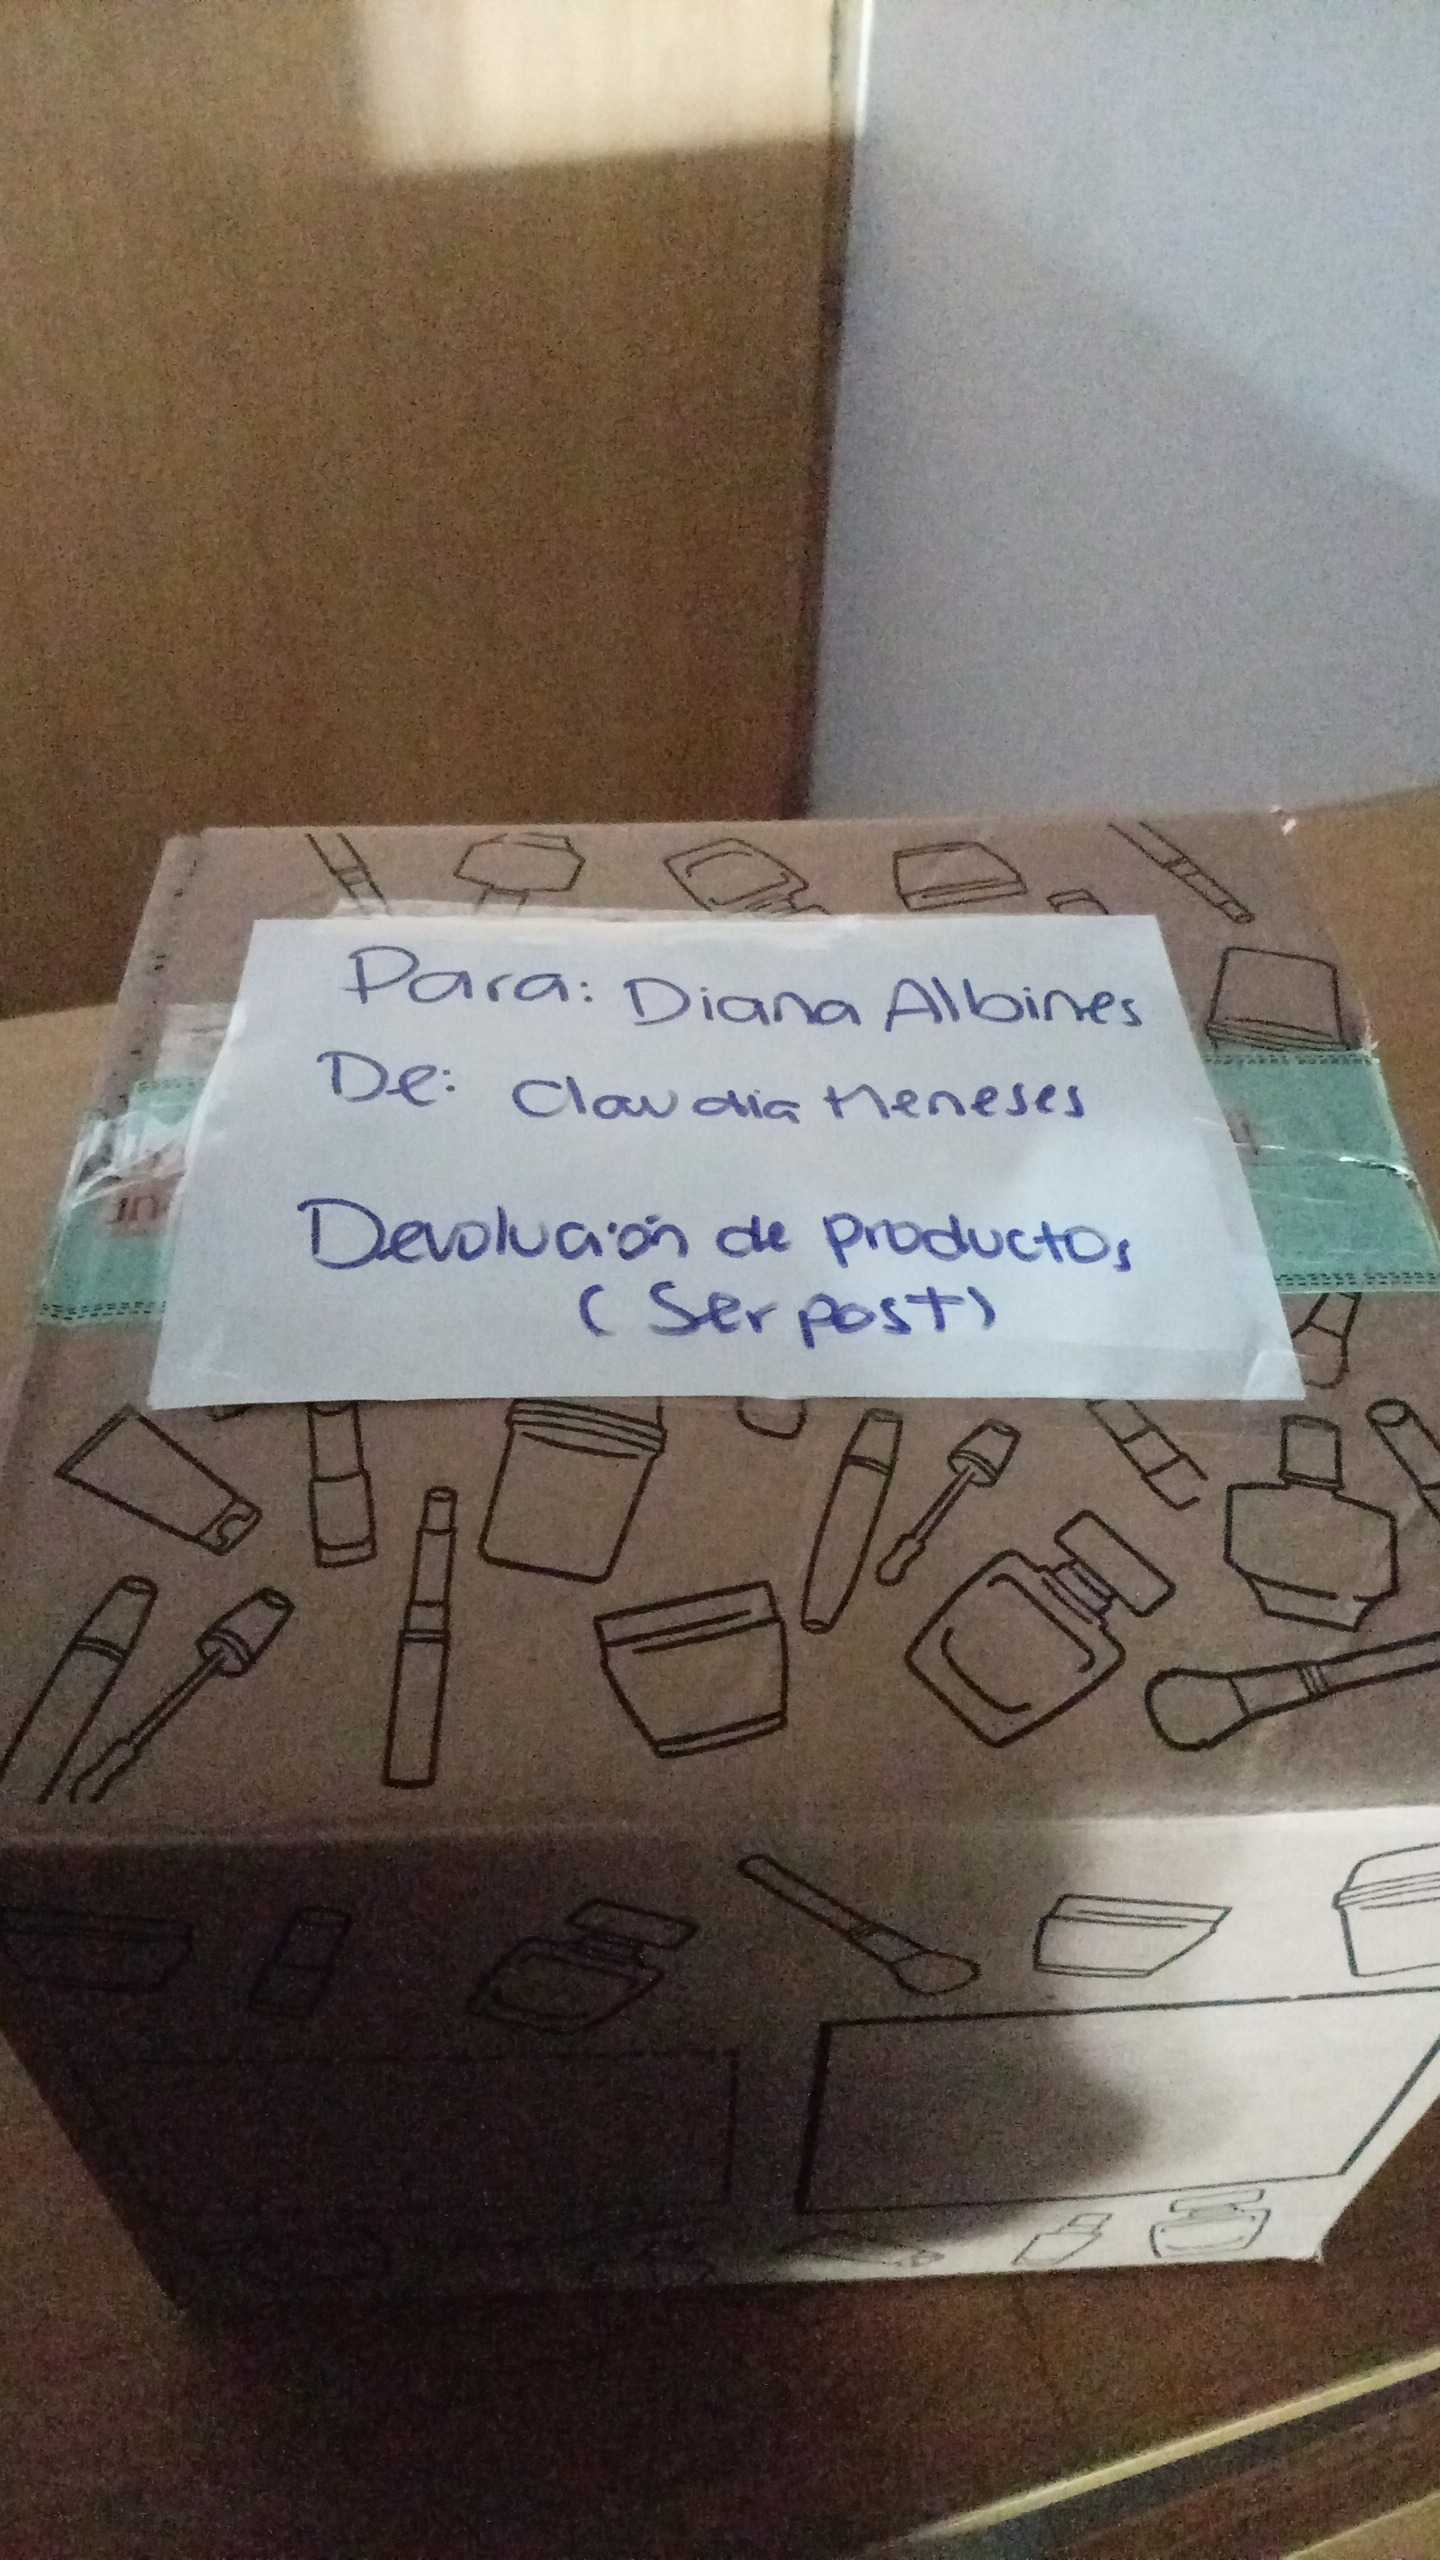 Para: Diana Albines
De: Claudia Meneses
Devolución de productos
(Serpost)